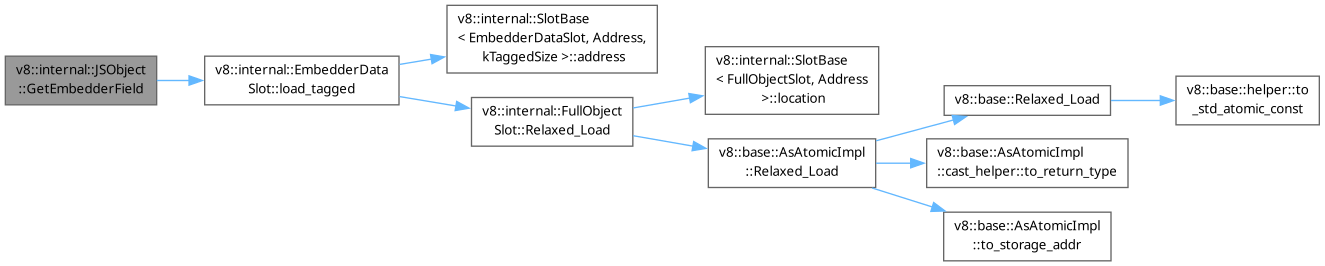 v8::internal::JSObject
::GetEmbedderField
v8::internal::EmbedderData
Slot::load_tagged
v8::internal::SlotBase
< EmbedderDataSlot, Address,
kTaggedSize >::address
v8::internal::FullObject
Slot::Relaxed_Load
v8::internal::SlotBase
< FullObjectSlot, Address
>::location
v8::base::AsAtomicImpl
::Relaxed_Load
v8::base::Relaxed_Load
v8::base::AsAtomicImpl
::cast_helper::to_return_type
v8::base::AsAtomicImpl
::to_storage_addr
v8::base::helper::to
_std_atomic_const